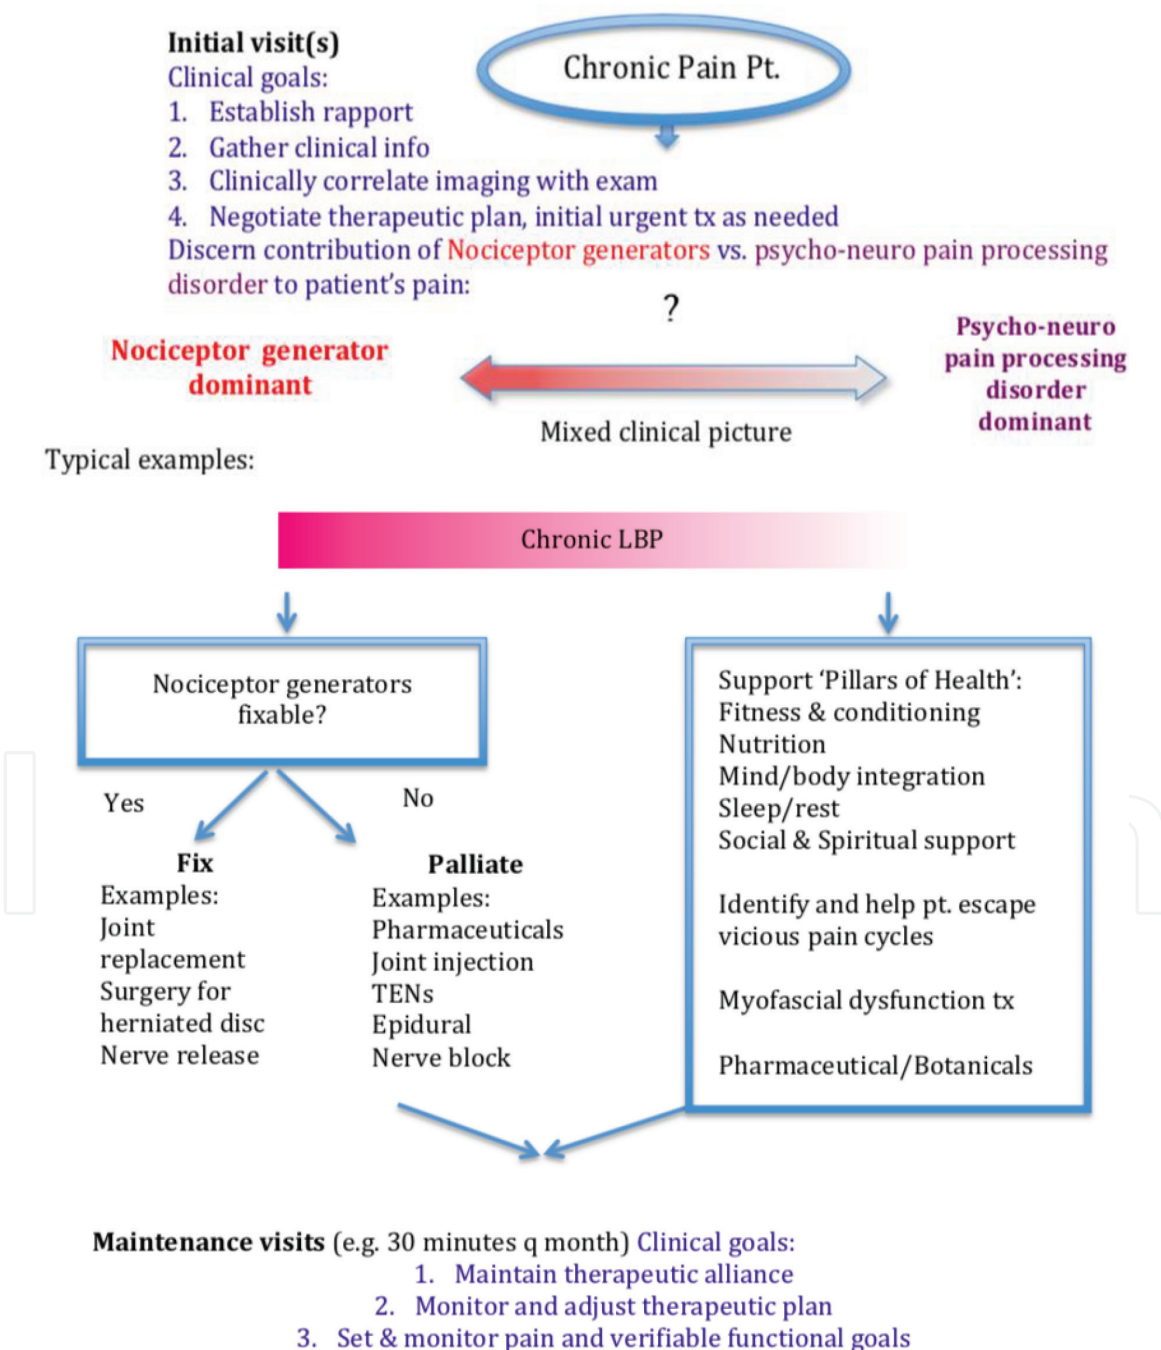 Initial visit(s)
Chronic Pain Pt.
Clinical goals:
1. Establish rapport
2. Gather clinical info
3. Clinically correlate imaging with exam
4. Negotiate therapeutic plan, initial urgent tx as needed
Discern contribution of Nociceptor generators vs. psycho-neuro pain processing
disorder to patient's pain:
?
Nociceptor generator
dominant
Psycho-neuro
pain processing
disorder
dominant
Mixed clinical picture
Typical examples:
Chronic LBP
Nociceptor generators
fixable?
Yes
No
Fix
Examples:
Joint
replacement
Surgery for
herniated disc
Nerve release
Palliate
Examples:
Pharmaceuticals
Joint injection
TENs
Epidural
Nerve block
Support ‘Pillars of Health’:
Fitness & conditioning
Nutrition
Mind/body integration
Sleep/rest
Social & Spiritual support
Identify and help pt. escape
vicious pain cycles
Myofascial dysfunction tx
Pharmaceutical/Botanicals
Maintenance visits (e.g. 30 minutes q month) Clinical goals:
1. Maintain therapeutic alliance
2. Monitor and adjust therapeutic plan
3. Set & monitor pain and verifiable functional goals